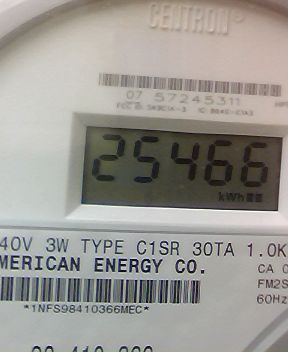 CENTRON
07 57245311
25466
kWh
40V 3W TYPE C1SR 30TA 1.0K
MERICAN ENERGY CO.
CA 0
FM2S
60Hz
*1NFS98410366MEC*